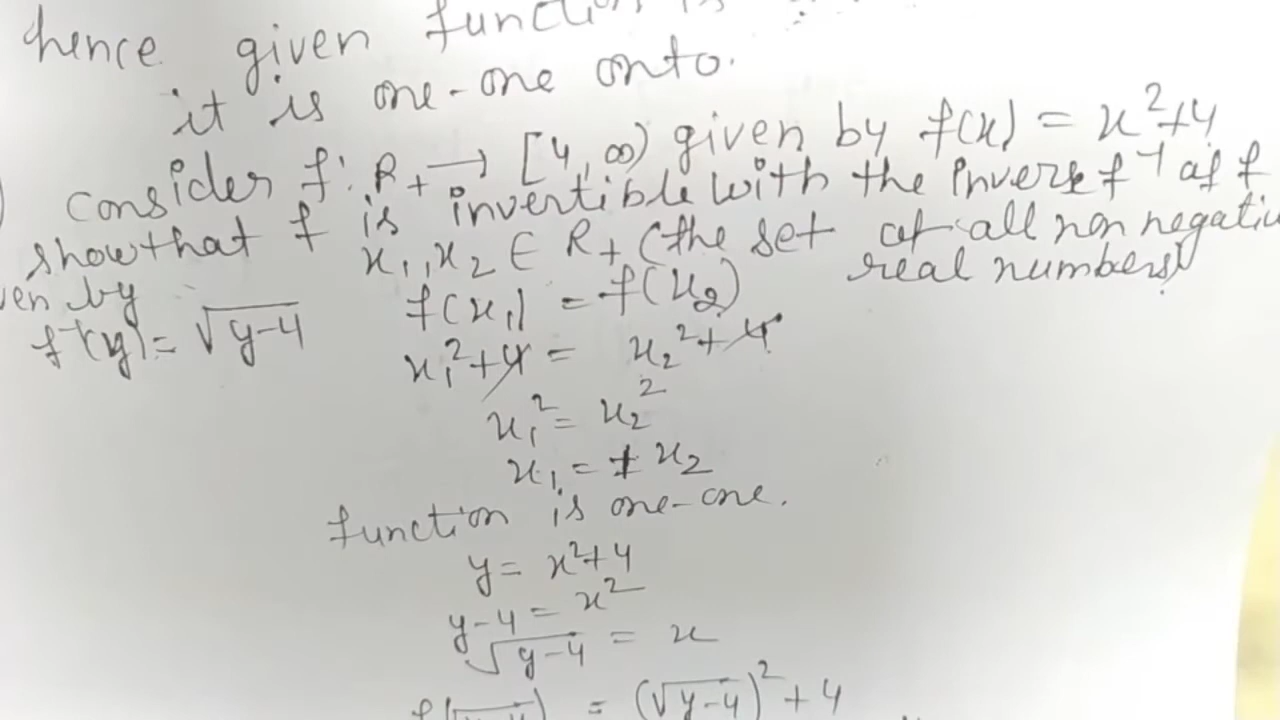 hence given function is
it is one-one onto.
consider f: R+ → [4, ∞) given by f(x) = x²+4
show that f is invertible with the inverse f⁻¹ of f
given by f⁻¹(y) = √(y-4)
x₁, x₂ ∈ R+ (the set of all non negative
real numbers)
f(x₁) = f(x₂)
x₁²+4 = x₂²+4
x₁² = x₂²
x₁ = ± x₂
function is one-one.
y = x²+4
y-4 = x²
√(y-4) = x
f(√(y-4)) = (√(y-4))² + 4